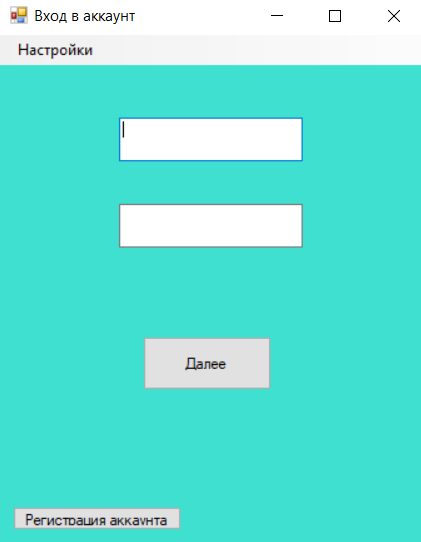 Вход в аккаунт
Настройки
Далее
Регистрация аккаунта